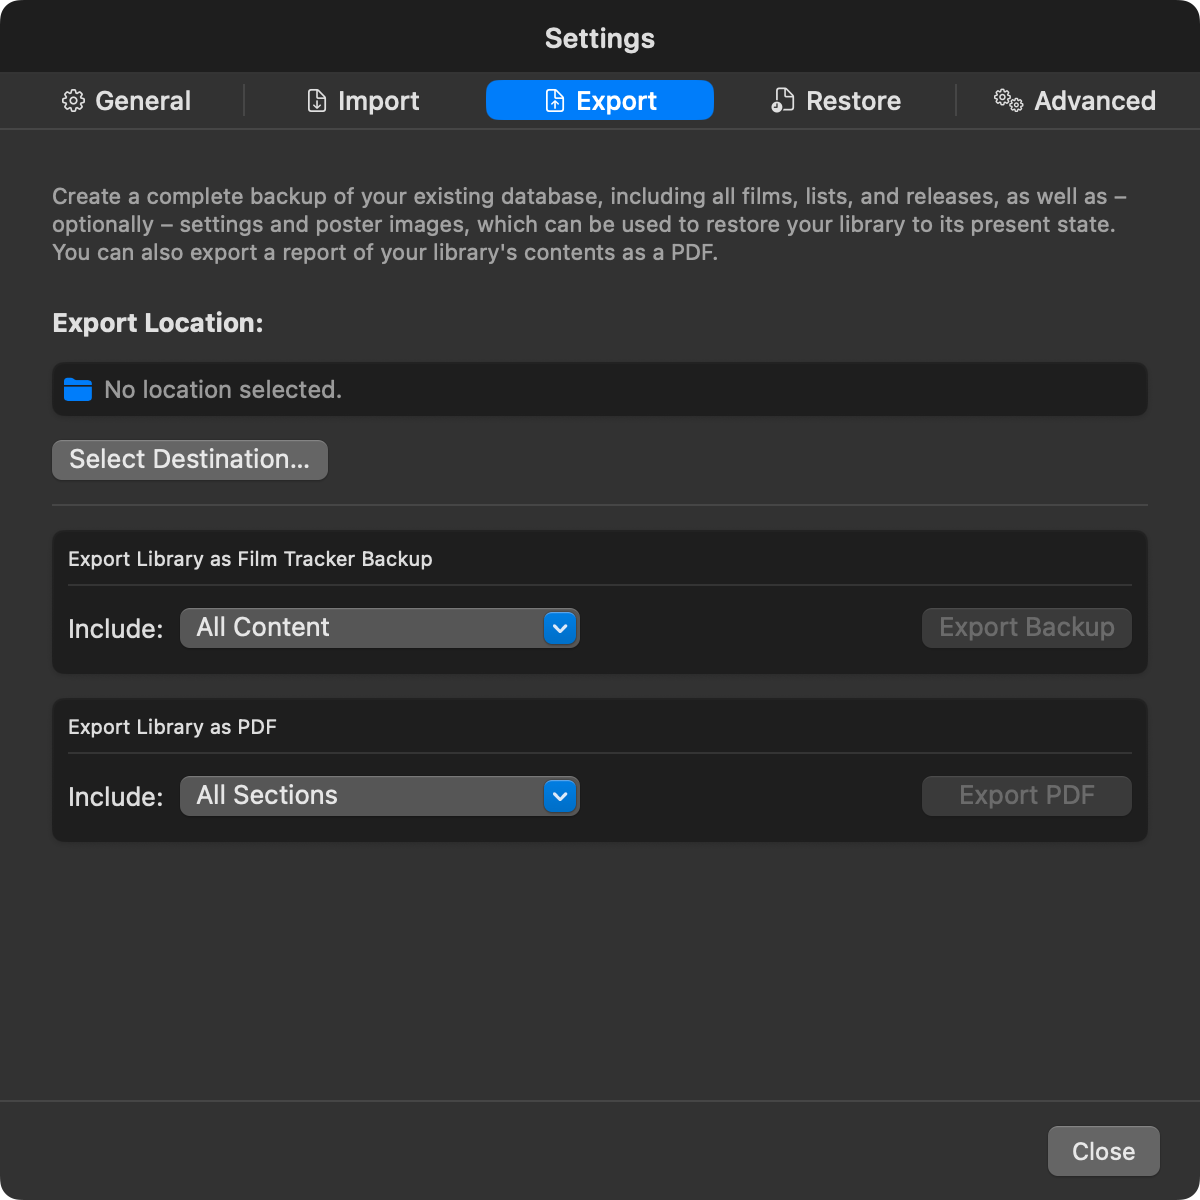 Settings
General
Import
Export
Restore
Advanced
Create a complete backup of your existing database, including all films, lists, and releases, as well as –
optionally – settings and poster images, which can be used to restore your library to its present state.
You can also export a report of your library's contents as a PDF.
Export Location:
No location selected.
Select Destination...
Export Library as Film Tracker Backup
Include: All Content
Export Backup
Export Library as PDF
Include: All Sections
Export PDF
Close